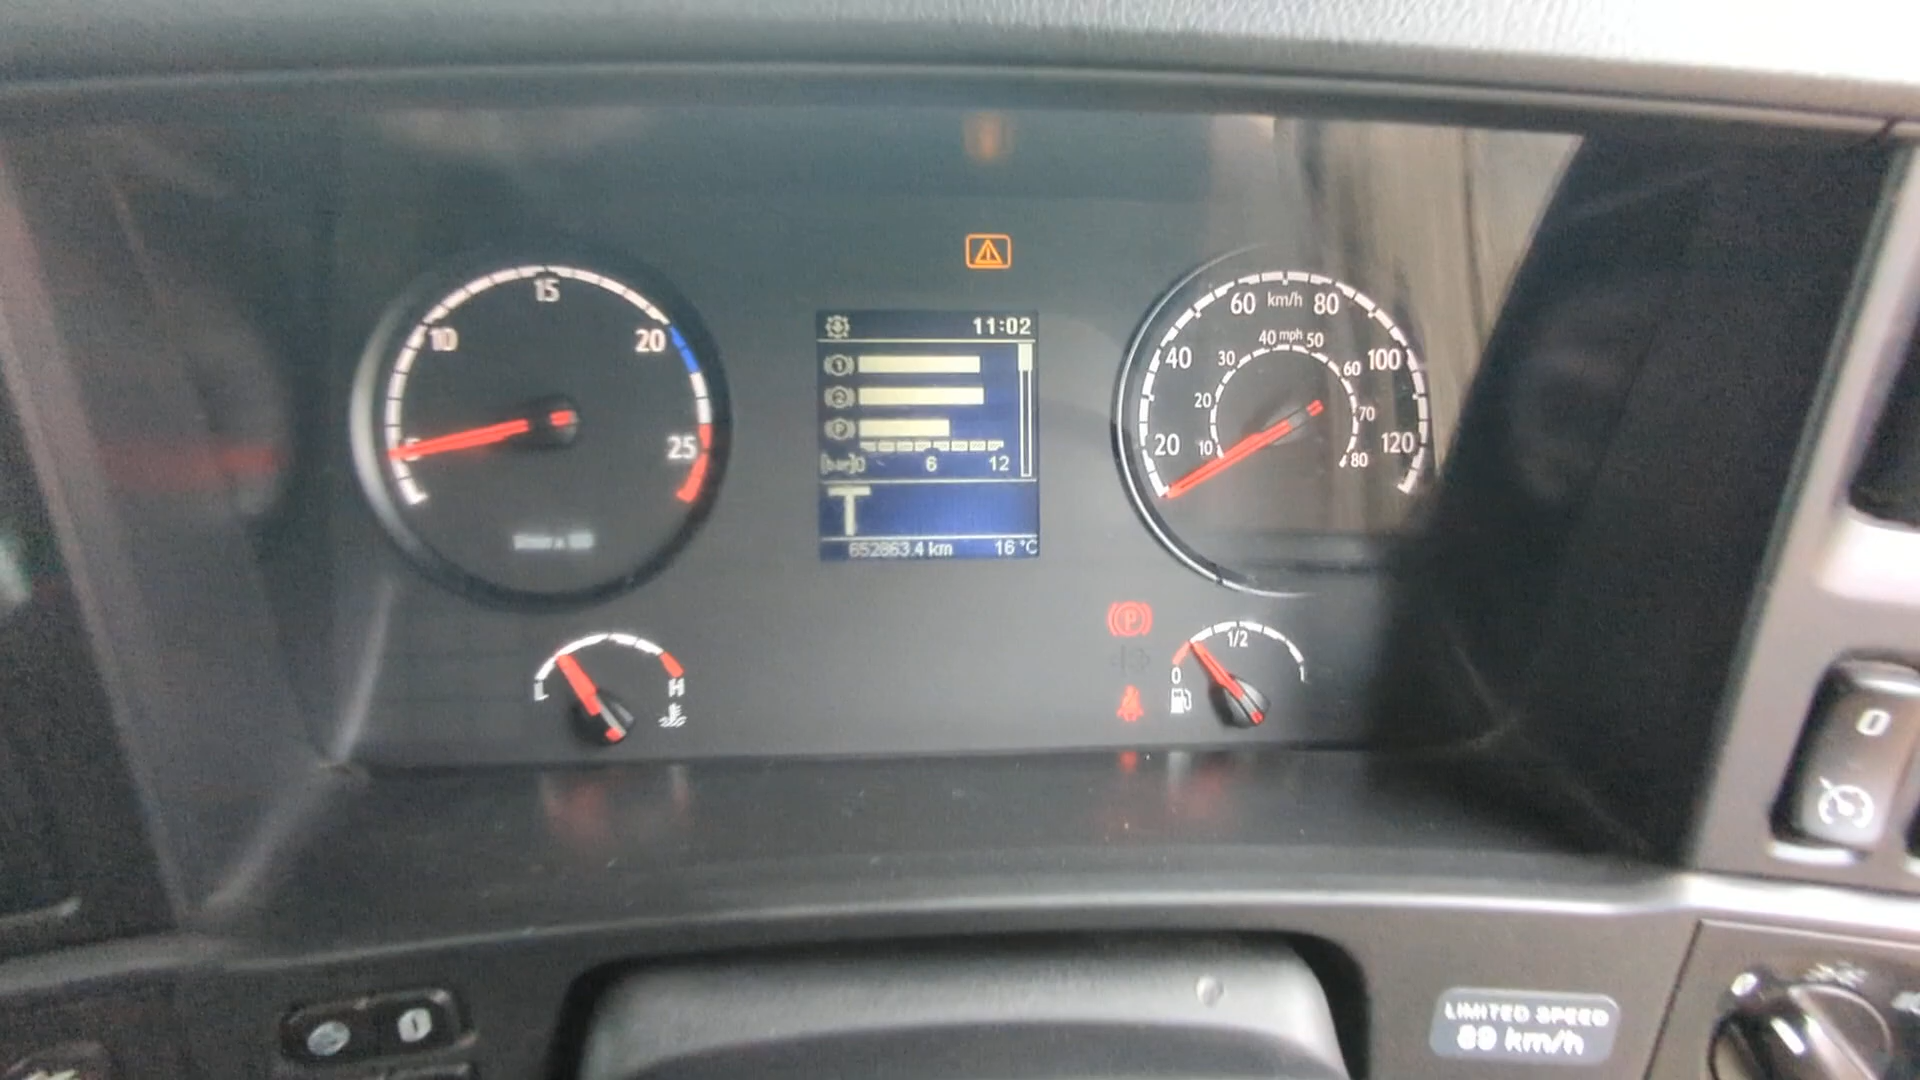 15
10
20
25
11:02
1
2
P
[bar]0 6 12
T
652863.4 km 16 °C
60 km/h 80
40 mph 50
40 30 60 100
20 70
20 10 120
80
L H
P
1/2
0
0
LIMITED SPEED
89 km/h